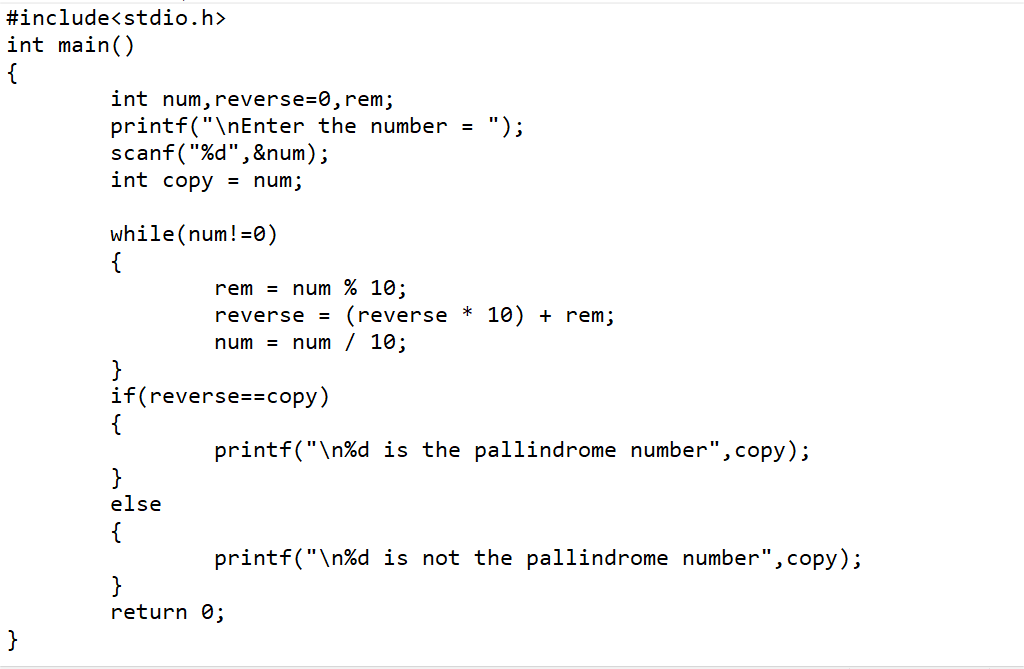 #include<stdio.h>
int main()
{
        int num,reverse=0,rem;
        printf("\nEnter the number = ");
        scanf("%d",&num);
        int copy = num;

        while(num!=0)
        {
                rem = num % 10;
                reverse = (reverse * 10) + rem;
                num = num / 10;
        }
        if(reverse==copy)
        {
                printf("\n%d is the pallindrome number",copy);
        }
        else
        {
                printf("\n%d is not the pallindrome number",copy);
        }
        return 0;
}